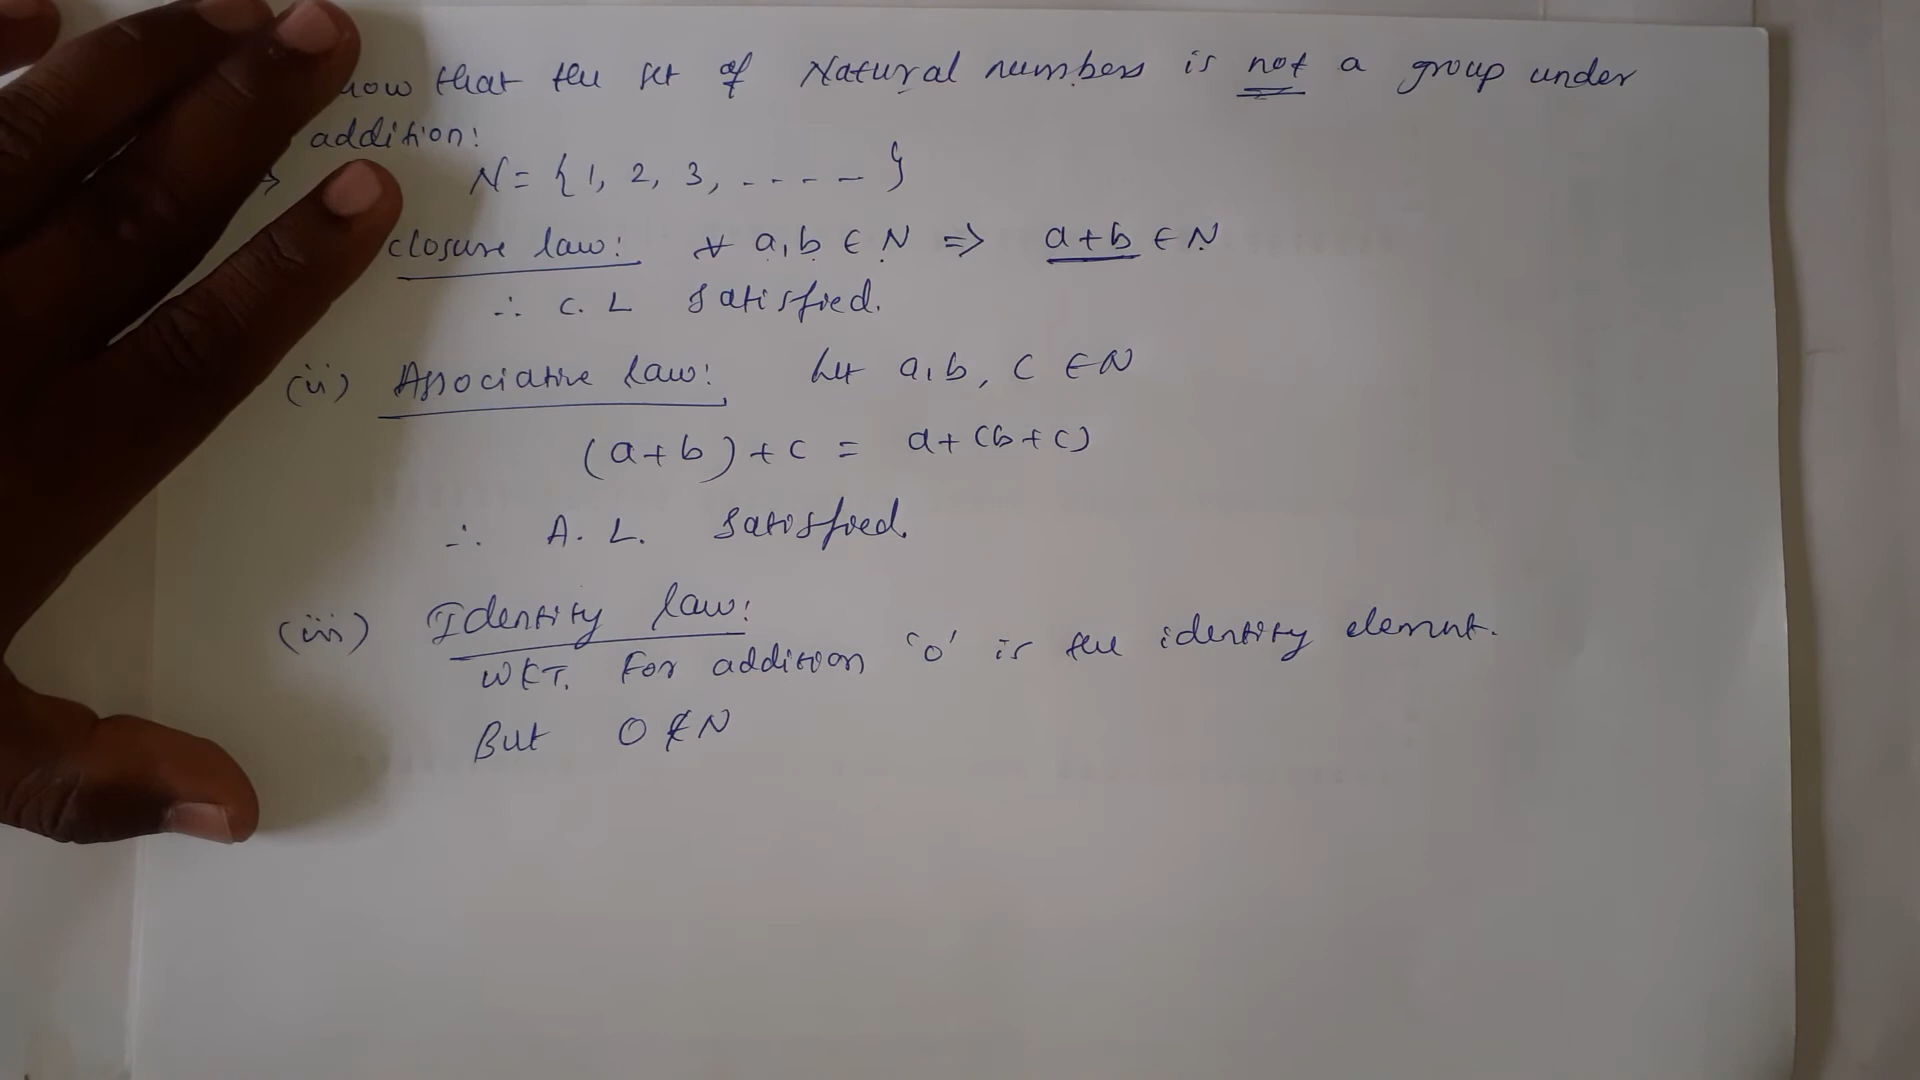 how that the set of Natural numbers is not a group under
addition:
⇒ N = { 1, 2, 3, - - - - - }
closure law: ∀ a, b ∈ N ⇒ a+b ∈ N
∴ C. L satisfied.
(ii) Associative law: Let a, b, c ∈ N
(a+b)+c = a+(b+c)
∴ A. L. satisfied.
(iii) Identity law:
WKT. For addition 'o' is the identity element.
But 0 ∉ N